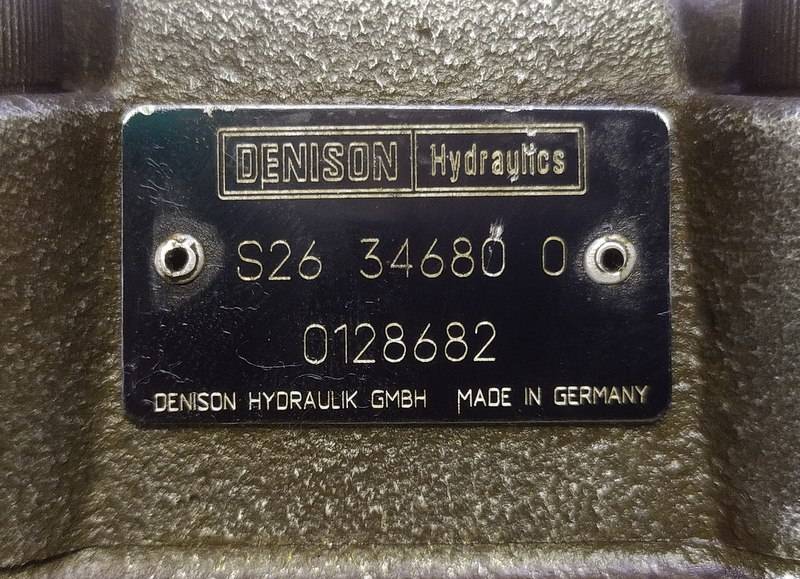 DENISON Hydraulics
S26 34680 0
0128682
DENISON HYDRAULIK GMBH MADE IN GERMANY